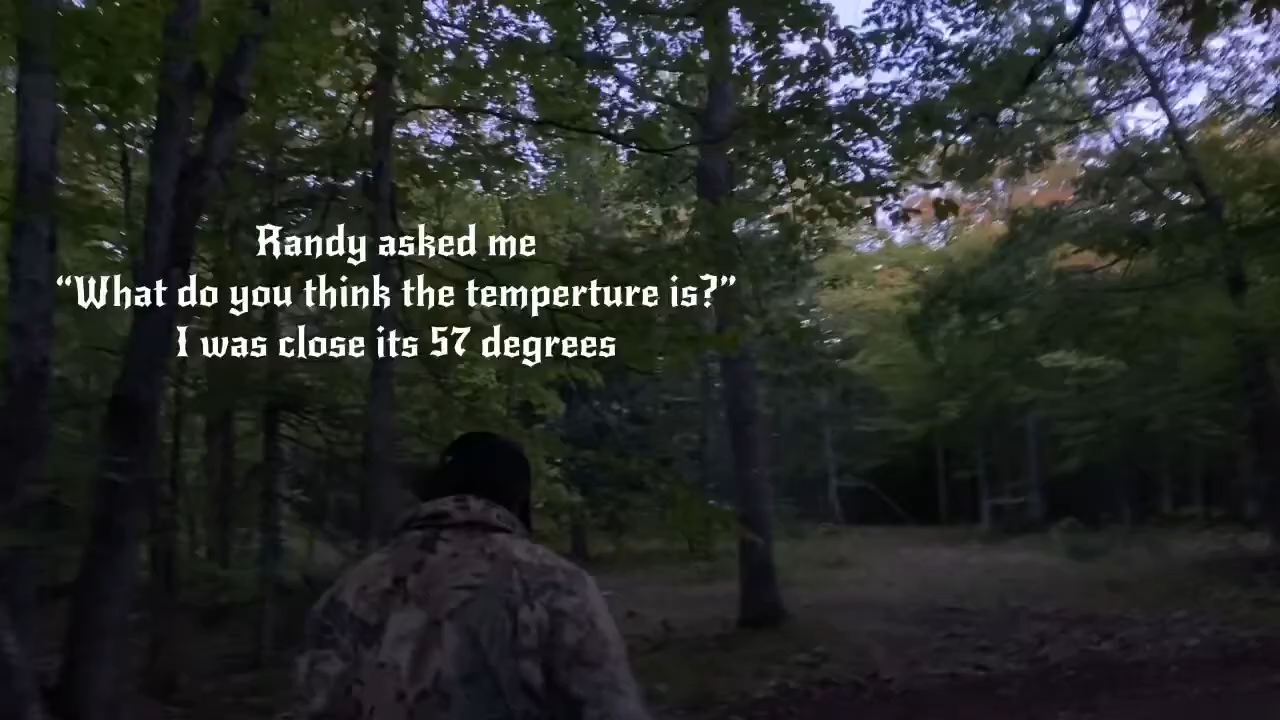 Randy asked me
“What do you think the temperture is?”
I was close its 57 degrees